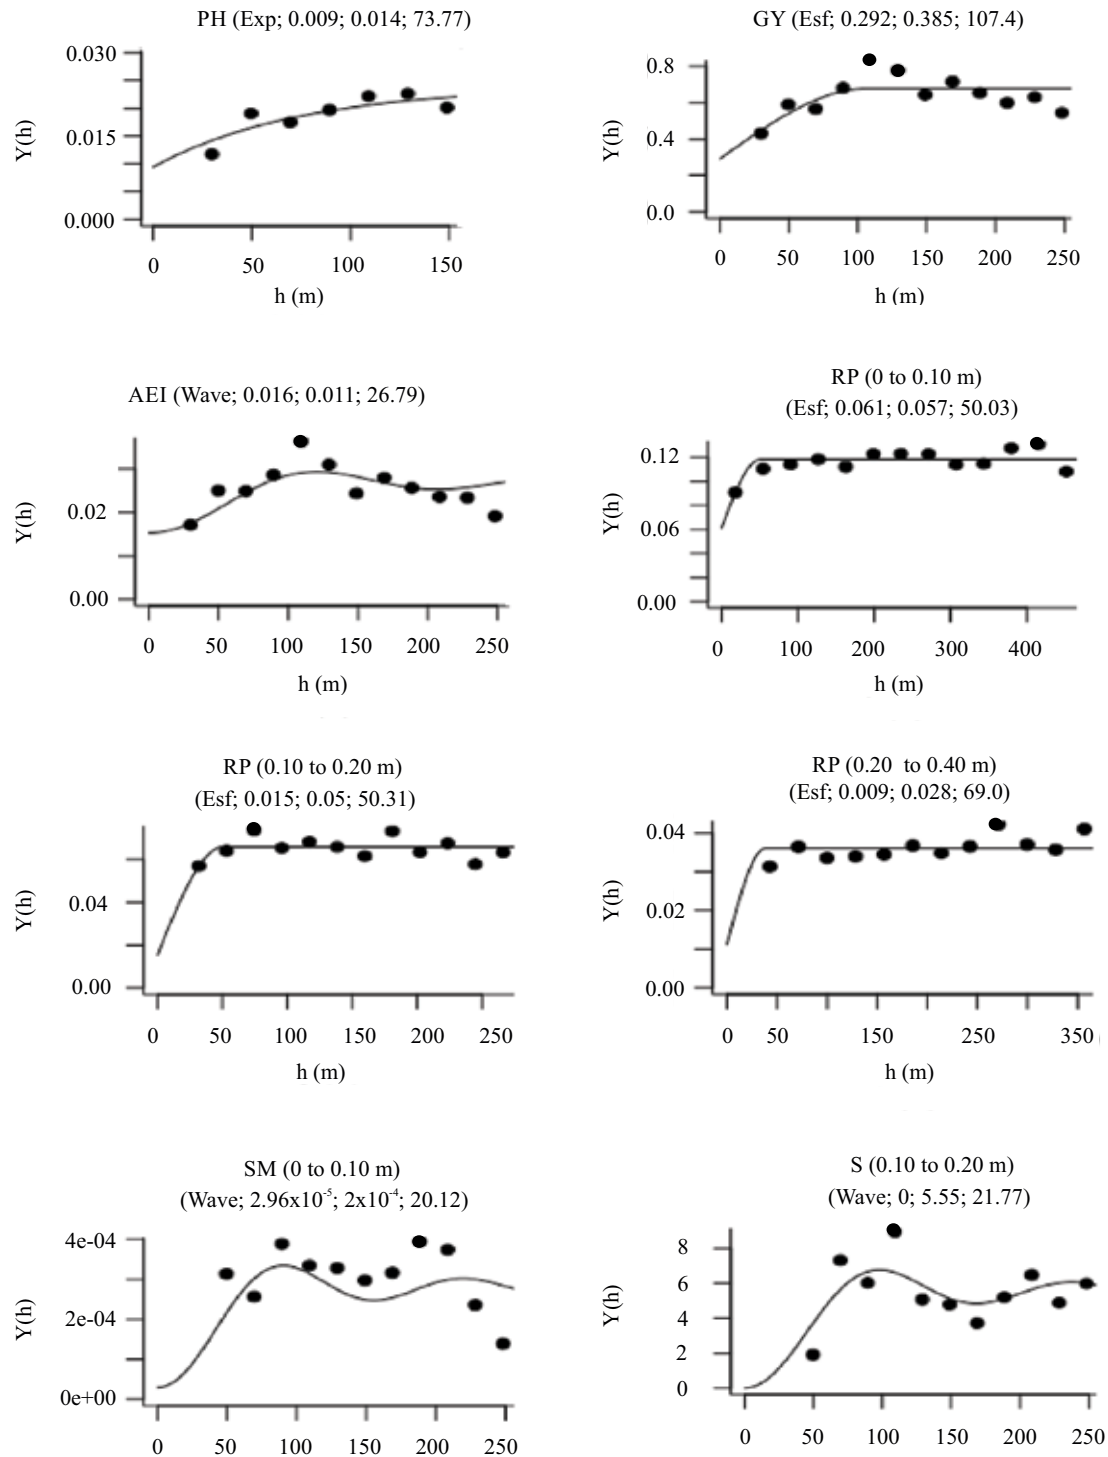 PH (Exp; 0.009; 0.014; 73.77)
0.030
0.015
0.000
Y(h)
0 50 100 150
h (m)
GY (Esf; 0.292; 0.385; 107.4)
0.8
0.4
0.0
Y(h)
0 50 100 150 200 250
h (m)
AEI (Wave; 0.016; 0.011; 26.79)
0.02
0.00
Y(h)
0 50 100 150 200 250
h (m)
RP (0 to 0.10 m)
(Esf; 0.061; 0.057; 50.03)
0.12
0.06
0.00
Y(h)
0 100 200 300 400
h (m)
RP (0.10 to 0.20 m)
(Esf; 0.015; 0.05; 50.31)
0.04
0.00
Y(h)
0 50 100 150 200 250
h (m)
RP (0.20 to 0.40 m)
(Esf; 0.009; 0.028; 69.0)
0.04
0.02
0.00
Y(h)
0 50 150 250 350
h (m)
SM (0 to 0.10 m)
(Wave; 2.96x10⁻⁵; 2x10⁻⁴; 20.12)
4e-04
2e-04
0e+00
Y(h)
0 50 100 150 200 250
S (0.10 to 0.20 m)
(Wave; 0; 5.55; 21.77)
8
6
4
2
0
Y(h)
0 50 100 150 200 250